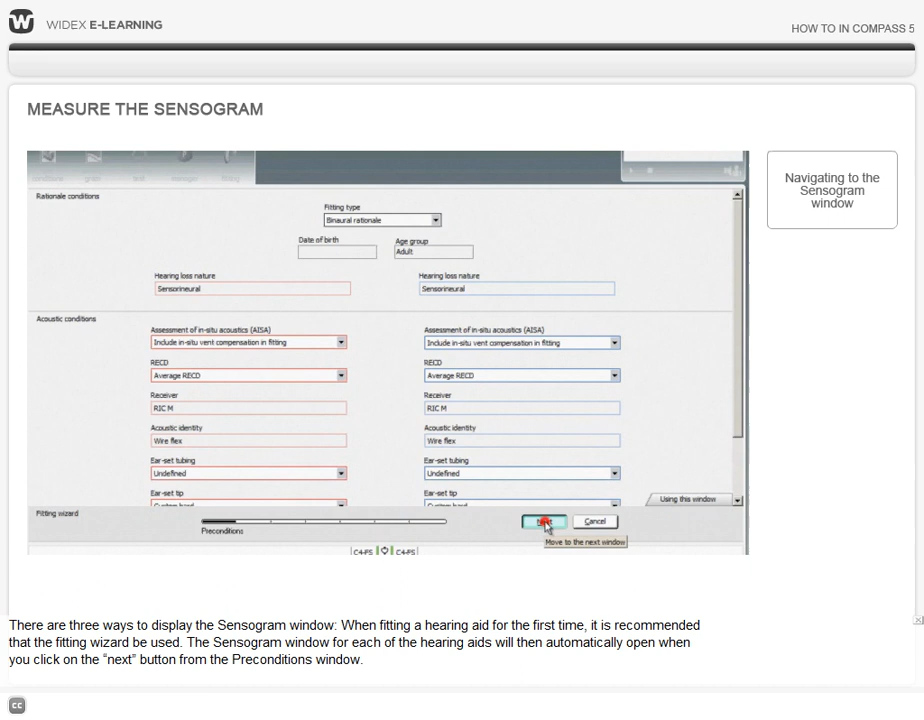 WIDEX E-LEARNING
HOW TO IN COMPASS 5
MEASURE THE SENSOGRAM
Navigating to the
Sensogram
window
Rationale conditions
Fitting type
Binaural rationale
Date of birth
Age group
Adult
Hearing loss nature
Hearing loss nature
Sensorineural
Sensorineural
Acoustic conditions
Assessment of in-situ acoustics (AISA)
Assessment of in-situ acoustics (AISA)
Include in-situ vent compensation in fitting
Include in-situ vent compensation in fitting
RECD
RECD
Average RECD
Average RECD
Receiver
Receiver
RIC M
RIC M
Acoustic identity
Acoustic identity
Wire flex
Wire flex
Ear-set tubing
Ear-set tubing
Undefined
Undefined
Ear-set tip
Ear-set tip
Using this window
Fitting wizard
Preconditions
Cancel
Move to the next window
C4-FS C4-FS
There are three ways to display the Sensogram window: When fitting a hearing aid for the first time, it is recommended
that the fitting wizard be used. The Sensogram window for each of the hearing aids will then automatically open when
you click on the “next” button from the Preconditions window.
cc